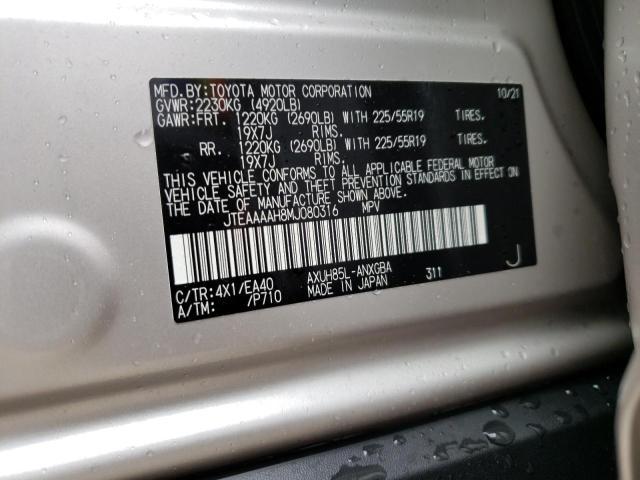 MFD. BY: TOYOTA MOTOR CORPORATION 10/21
GVWR: 2230KG (4920LB)
GAWR: FRT. 1220KG (2690LB) WITH 225/55R19 TIRES.
19X7J RIMS.
RR. 1220KG (2690LB) WITH 225/55R19 TIRES.
19X7J RIMS.
THIS VEHICLE CONFORMS TO ALL APPLICABLE FEDERAL MOTOR
VEHICLE SAFETY AND THEFT PREVENTION STANDARDS IN EFFECT ON
THE DATE OF MANUFACTURE SHOWN ABOVE.
JTEAAAAH8MJ080316 MPV
C/TR: 4X1/EA40 AXUH85L-ANXGBA 311 J
A/TM: /P710 MADE IN JAPAN